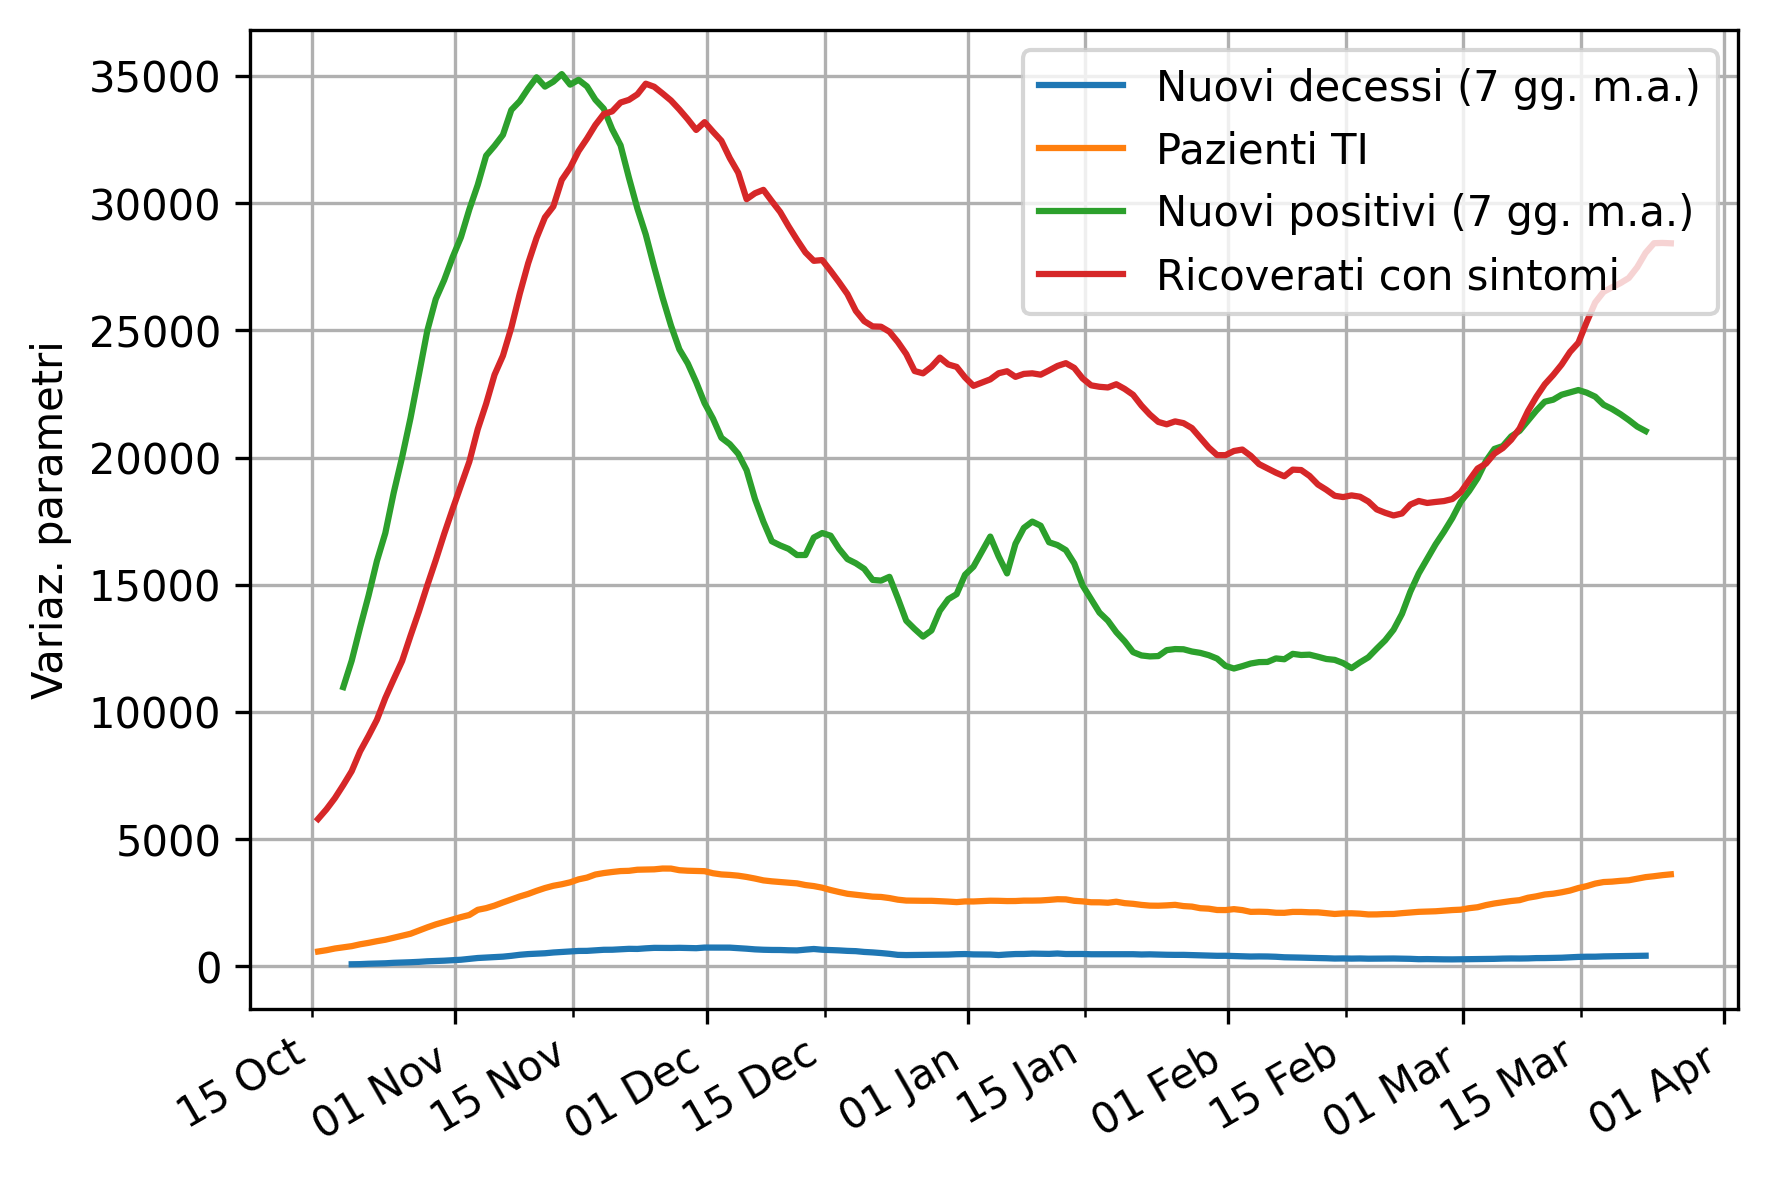 Variaz. parametri
35000
30000
25000
20000
15000
10000
5000
0
Nuovi decessi (7 gg. m.a.)
Pazienti TI
Nuovi positivi (7 gg. m.a.)
Ricoverati con sintomi
15 Oct
01 Nov
15 Nov
01 Dec
15 Dec
01 Jan
15 Jan
01 Feb
15 Feb
01 Mar
15 Mar
01 Apr